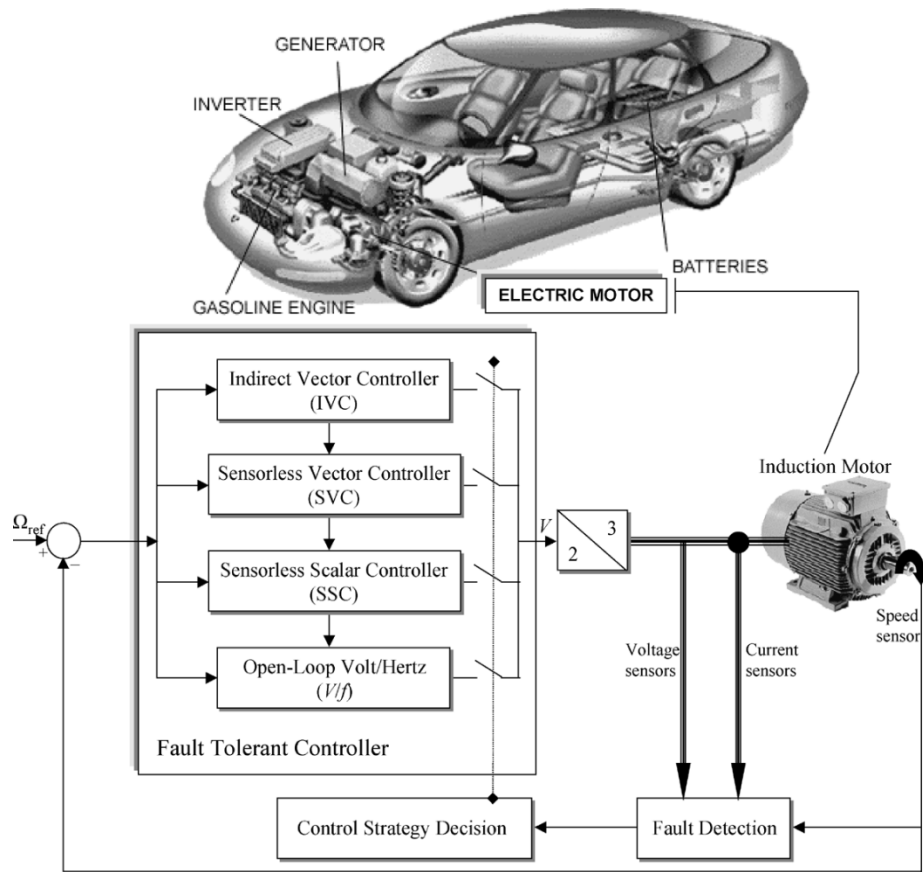 GENERATOR
INVERTER
BATTERIES
GASOLINE ENGINE
ELECTRIC MOTOR
Indirect Vector Controller
(IVC)
Sensorless Vector Controller
(SVC)
Sensorless Scalar Controller
(SSC)
Open-Loop Volt/Hertz
(V/f)
Fault Tolerant Controller
Ωref
+
−
V
3
2
Induction Motor
Speed
sensor
Voltage
sensors
Current
sensors
Control Strategy Decision
Fault Detection